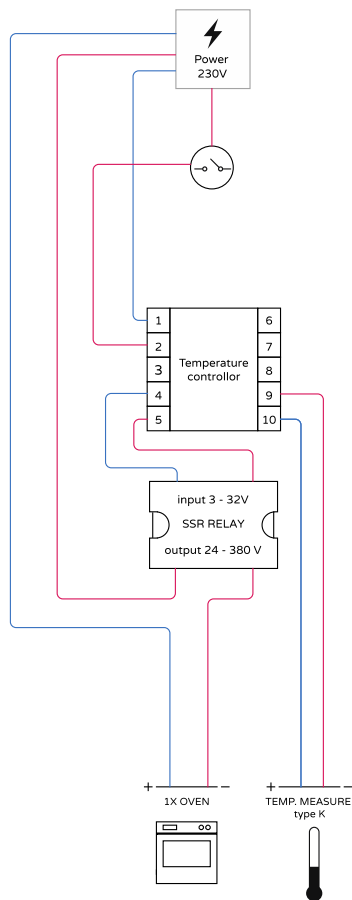 Power
230V
1
2
3
4
5
Temperature
controllor
6
7
8
9
10
input 3 - 32V
SSR RELAY
output 24 - 380 V
+ −
1X OVEN
+ −
TEMP. MEASURE
type K